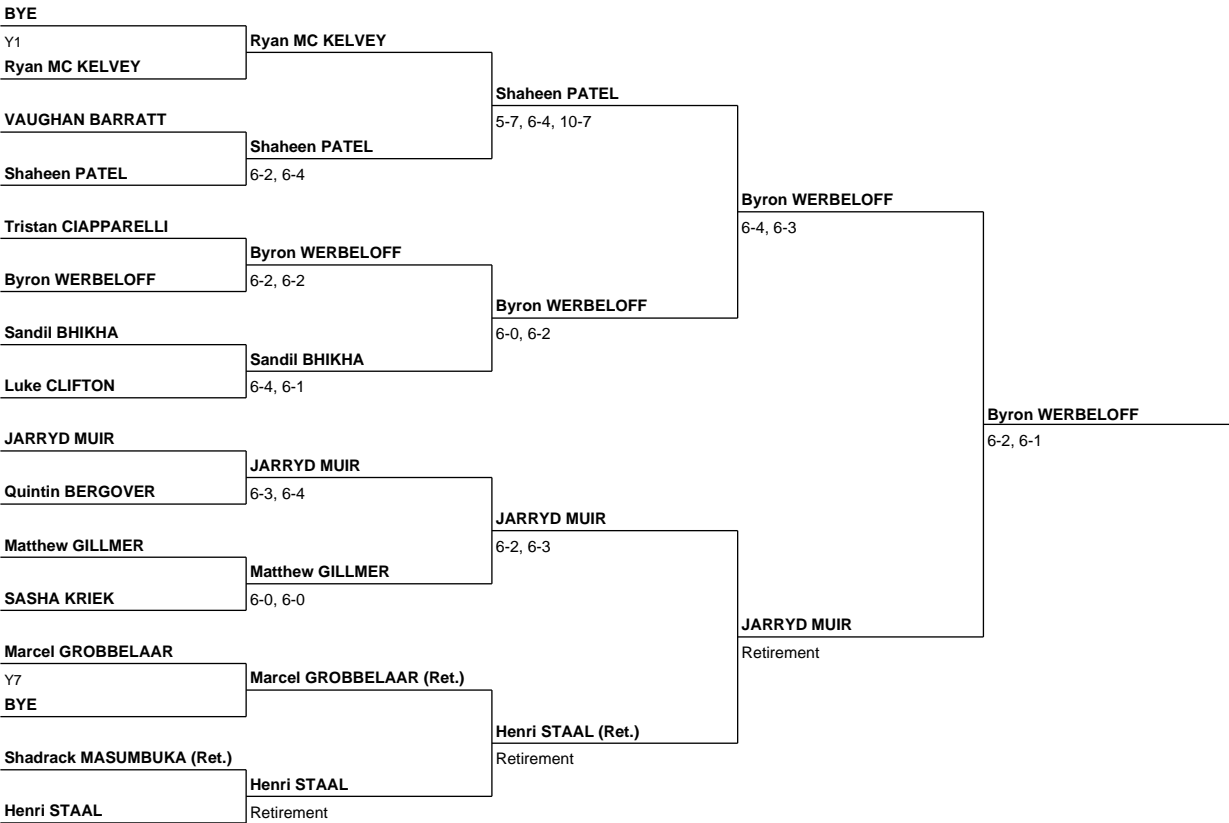 BYE
Y1
Ryan MC KELVEY
VAUGHAN BARRATT
Shaheen PATEL
Tristan CIAPPARELLI
Byron WERBELOFF
Sandil BHIKHA
Luke CLIFTON
JARRYD MUIR
Quintin BERGOVER
Matthew GILLMER
SASHA KRIEK
Marcel GROBBELAAR
Y7
BYE
Shadrack MASUMBUKA (Ret.)
Henri STAAL
Ryan MC KELVEY
Shaheen PATEL
6-2, 6-4
Byron WERBELOFF
6-2, 6-2
Sandil BHIKHA
6-4, 6-1
JARRYD MUIR
6-3, 6-4
Matthew GILLMER
6-0, 6-0
Marcel GROBBELAAR (Ret.)
Henri STAAL
Retirement
Shaheen PATEL
5-7, 6-4, 10-7
Byron WERBELOFF
6-0, 6-2
JARRYD MUIR
6-2, 6-3
Henri STAAL (Ret.)
Retirement
Byron WERBELOFF
6-4, 6-3
JARRYD MUIR
Retirement
Byron WERBELOFF
6-2, 6-1